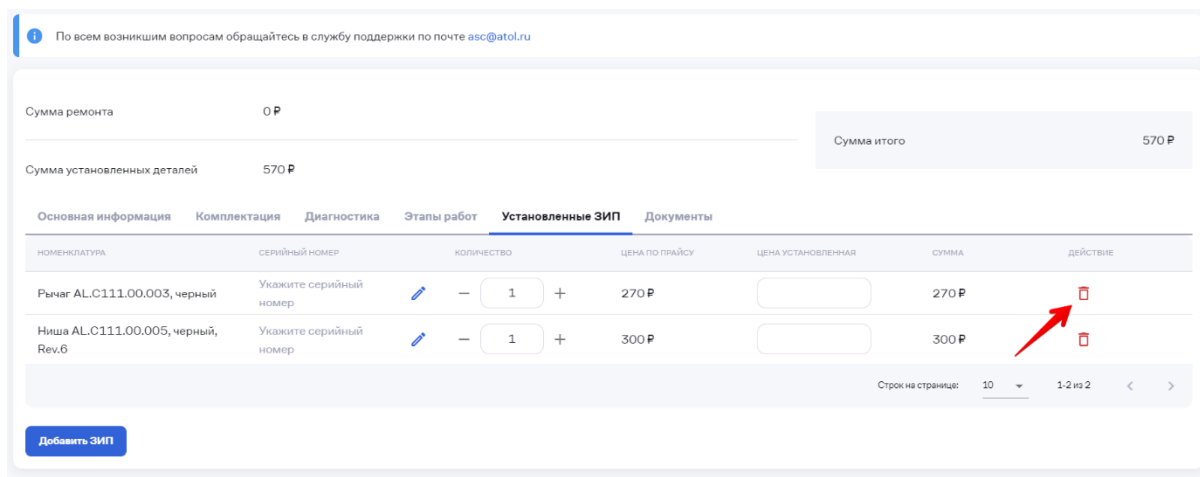 По всем возникшим вопросам обращайтесь в службу поддержки по почте asc@atol.ru
Сумма ремонта 0 ₽
Сумма итого 570 ₽
Сумма установленных деталей 570 ₽
Основная информация Комплектация Диагностика Этапы работ Установленные ЗИП Документы
НОМЕНКЛАТУРА СЕРИЙНЫЙ НОМЕР КОЛИЧЕСТВО ЦЕНА ПО ПРАЙСУ ЦЕНА УСТАНОВЛЕННАЯ СУММА ДЕЙСТВИЕ
Рычаг AL.C111.00.003, черный Укажите серийный номер − 1 + 270 ₽ 270 ₽
Ниша AL.C111.00.005, черный, Rev.6 Укажите серийный номер − 1 + 300 ₽ 300 ₽
Строк на странице: 10 1-2 из 2 < >
Добавить ЗИП